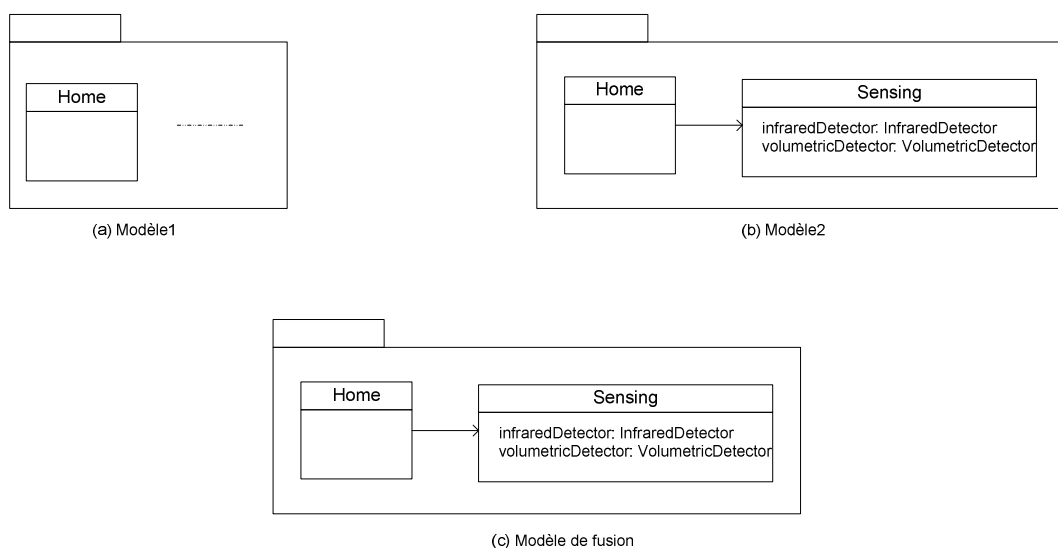 Home
(a) Modèle1
Home
Sensing
infraredDetector: InfraredDetector
volumetricDetector: VolumetricDetector
(b) Modèle2
Home
Sensing
infraredDetector: InfraredDetector
volumetricDetector: VolumetricDetector
(c) Modèle de fusion